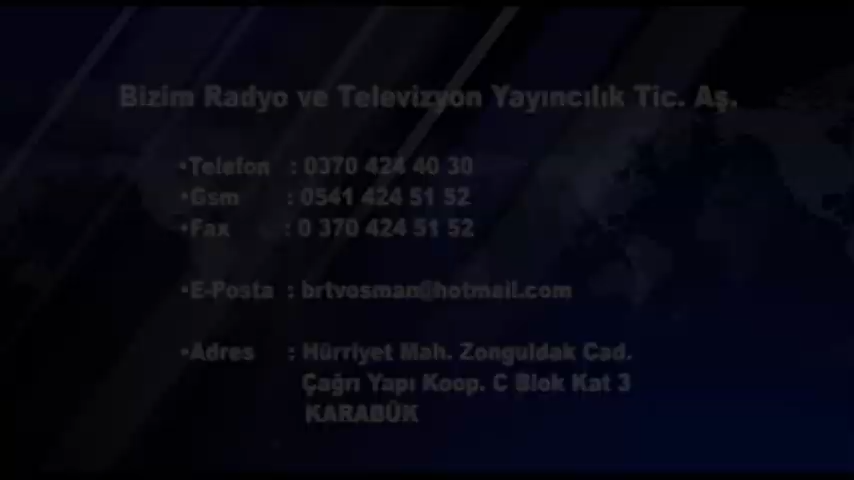 Bizim Radyo ve Televizyon Yayıncılık Tic. Aş.
•Telefon : 0370 424 40 30
•Gsm : 0541 424 51 52
•Fax : 0 370 424 51 52
•E-Posta : brtvosman@hotmail.com
•Adres : Hürriyet Mah. Zonguldak Cad.
Çağrı Yapı Koop. C Blok Kat 3
KARABÜK